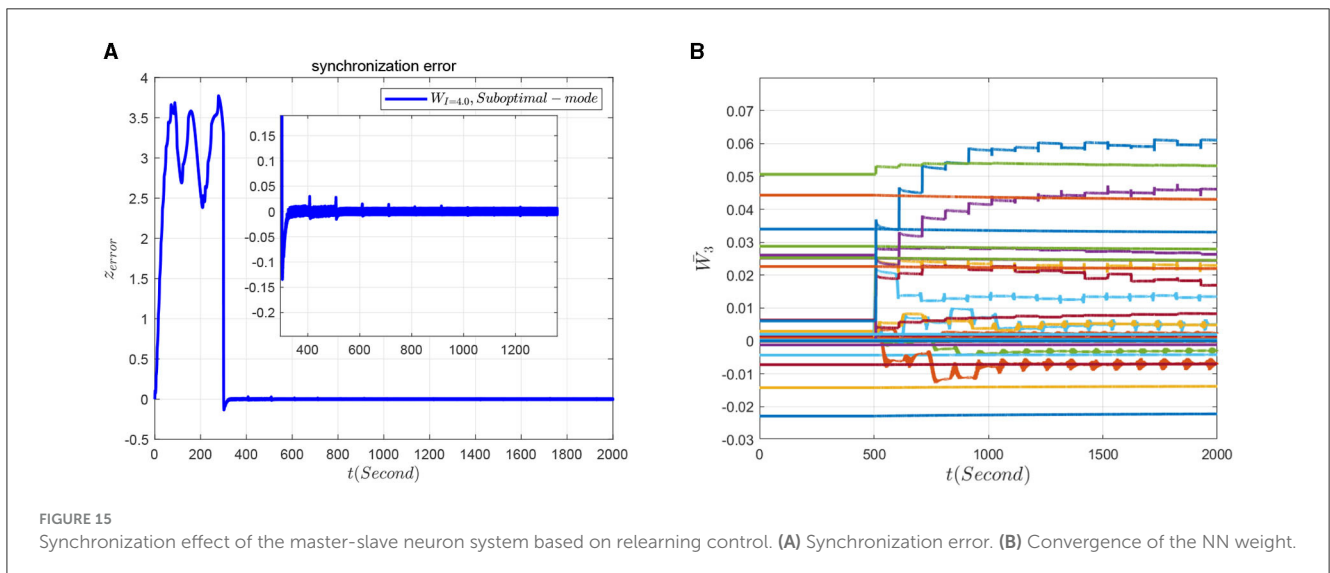 A
synchronization error
W_{I=4.0}, Suboptimal − mode
4
3.5
3
2.5
2
1.5
1
0.5
0
-0.5
z_{error}
0.15
0.1
0.05
0
-0.05
-0.1
-0.15
-0.2
400 600 800 1000 1200
0 200 400 600 800 1000 1200 1400 1600 1800 2000
t(Second)
B
0.07
0.06
0.05
0.04
0.03
0.02
0.01
0
-0.01
-0.02
-0.03
W̄_3
0 500 1000 1500 2000
t(Second)
FIGURE 15
Synchronization effect of the master-slave neuron system based on relearning control. (A) Synchronization error. (B) Convergence of the NN weight.